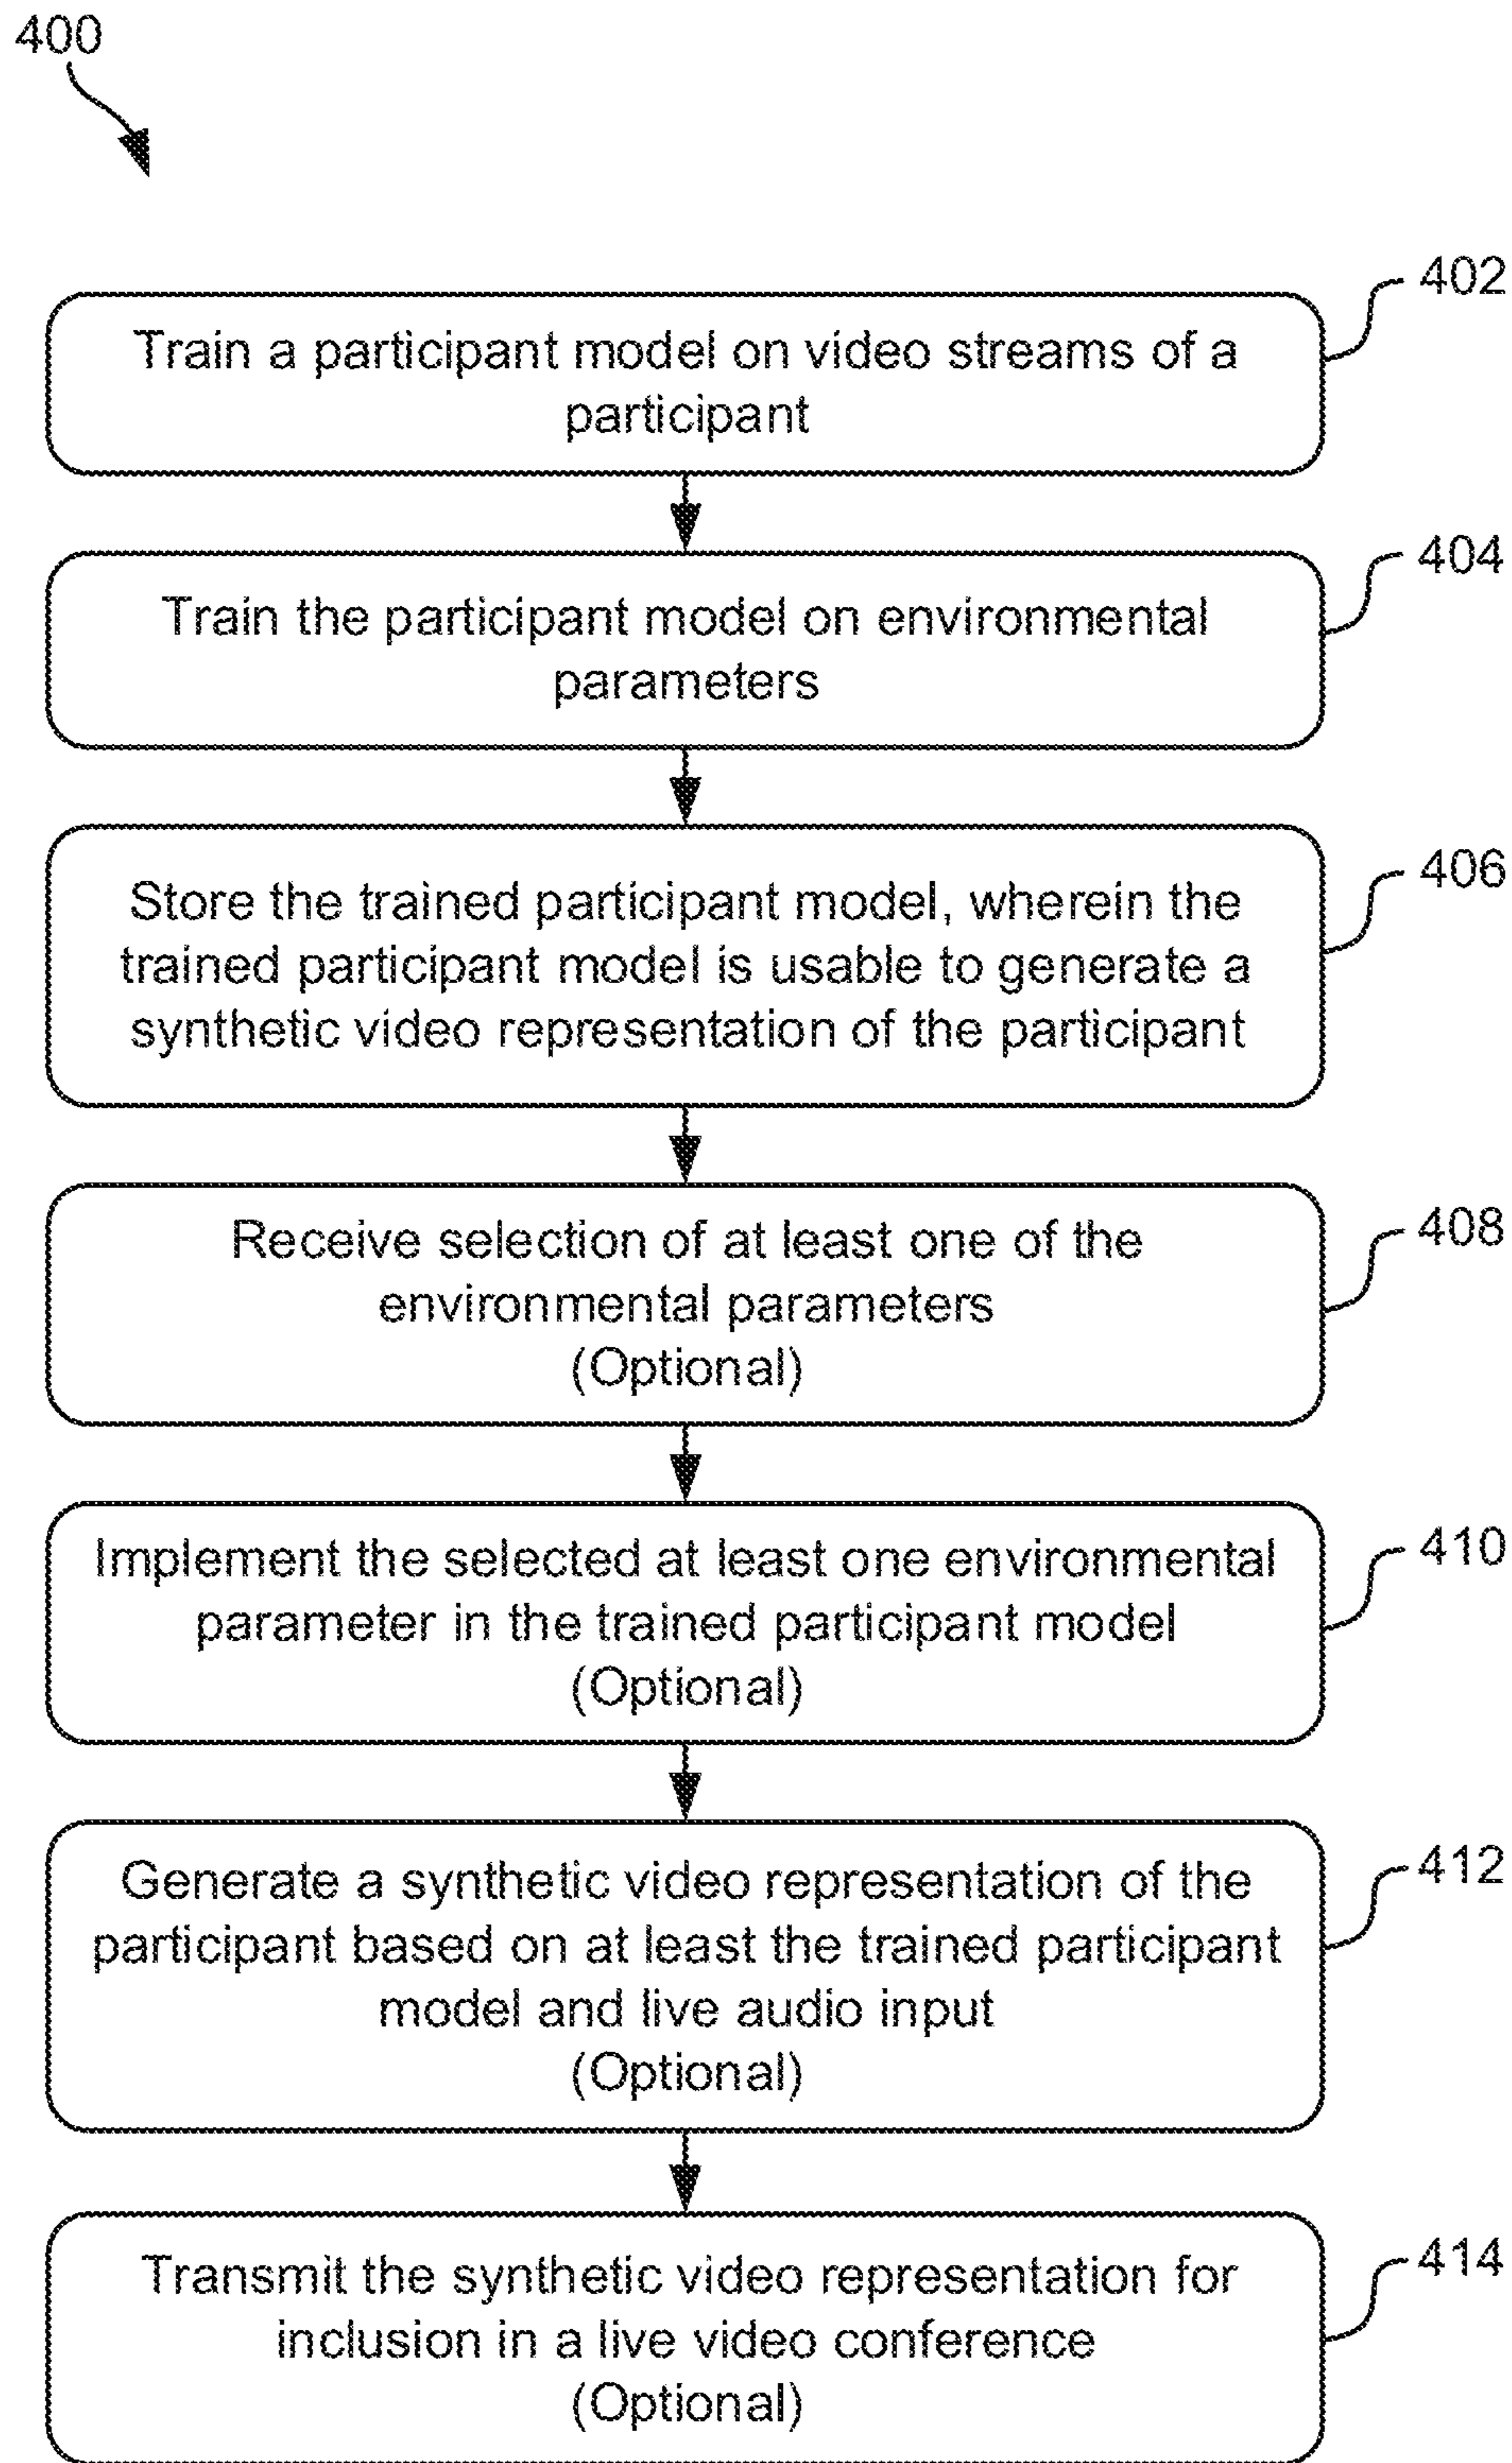 400
402
Train a participant model on video streams of a
participant
404
Train the participant model on environmental
parameters
406
Store the trained participant model, wherein the
trained participant model is usable to generate a
synthetic video representation of the participant
408
Receive selection of at least one of the
environmental parameters
(Optional)
410
Implement the selected at least one environmental
parameter in the trained participant model
(Optional)
412
Generate a synthetic video representation of the
participant based on at least the trained participant
model and live audio input
(Optional)
414
Transmit the synthetic video representation for
inclusion in a live video conference
(Optional)